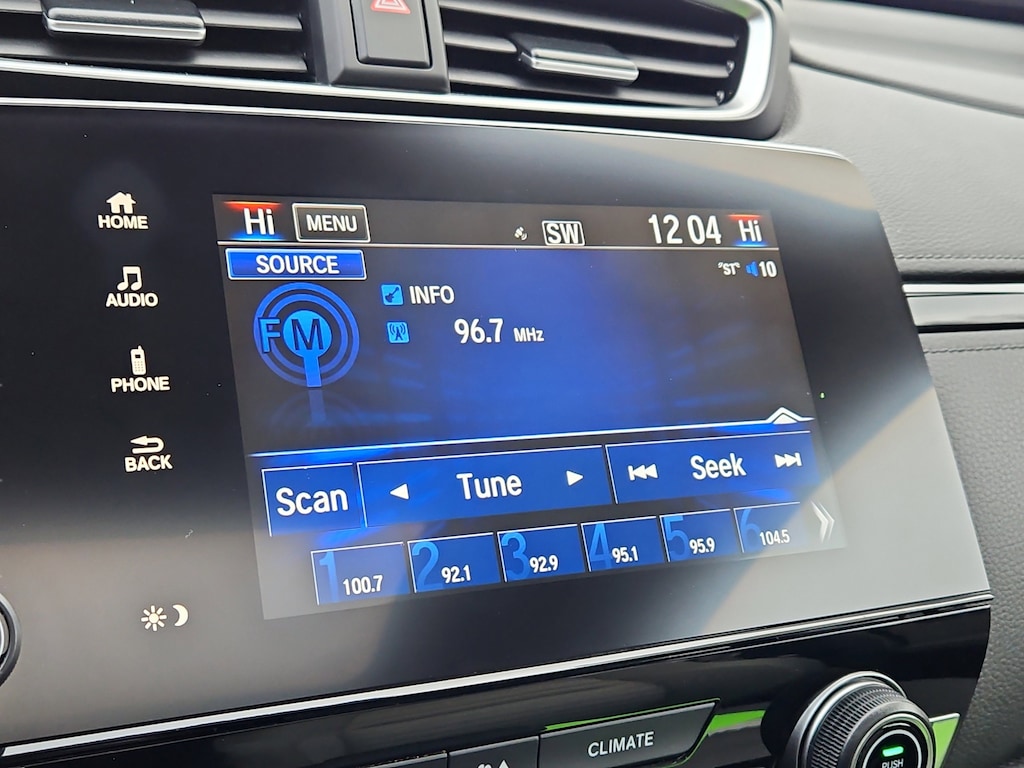 Hi MENU SW 12:04 Hi
HOME
SOURCE "ST" 10
AUDIO
FM INFO
96.7 MHz
PHONE
BACK
Scan Tune Seek
1 100.7 2 92.1 3 92.9 4 95.1 5 95.9 6 104.5
CLIMATE
PUSH